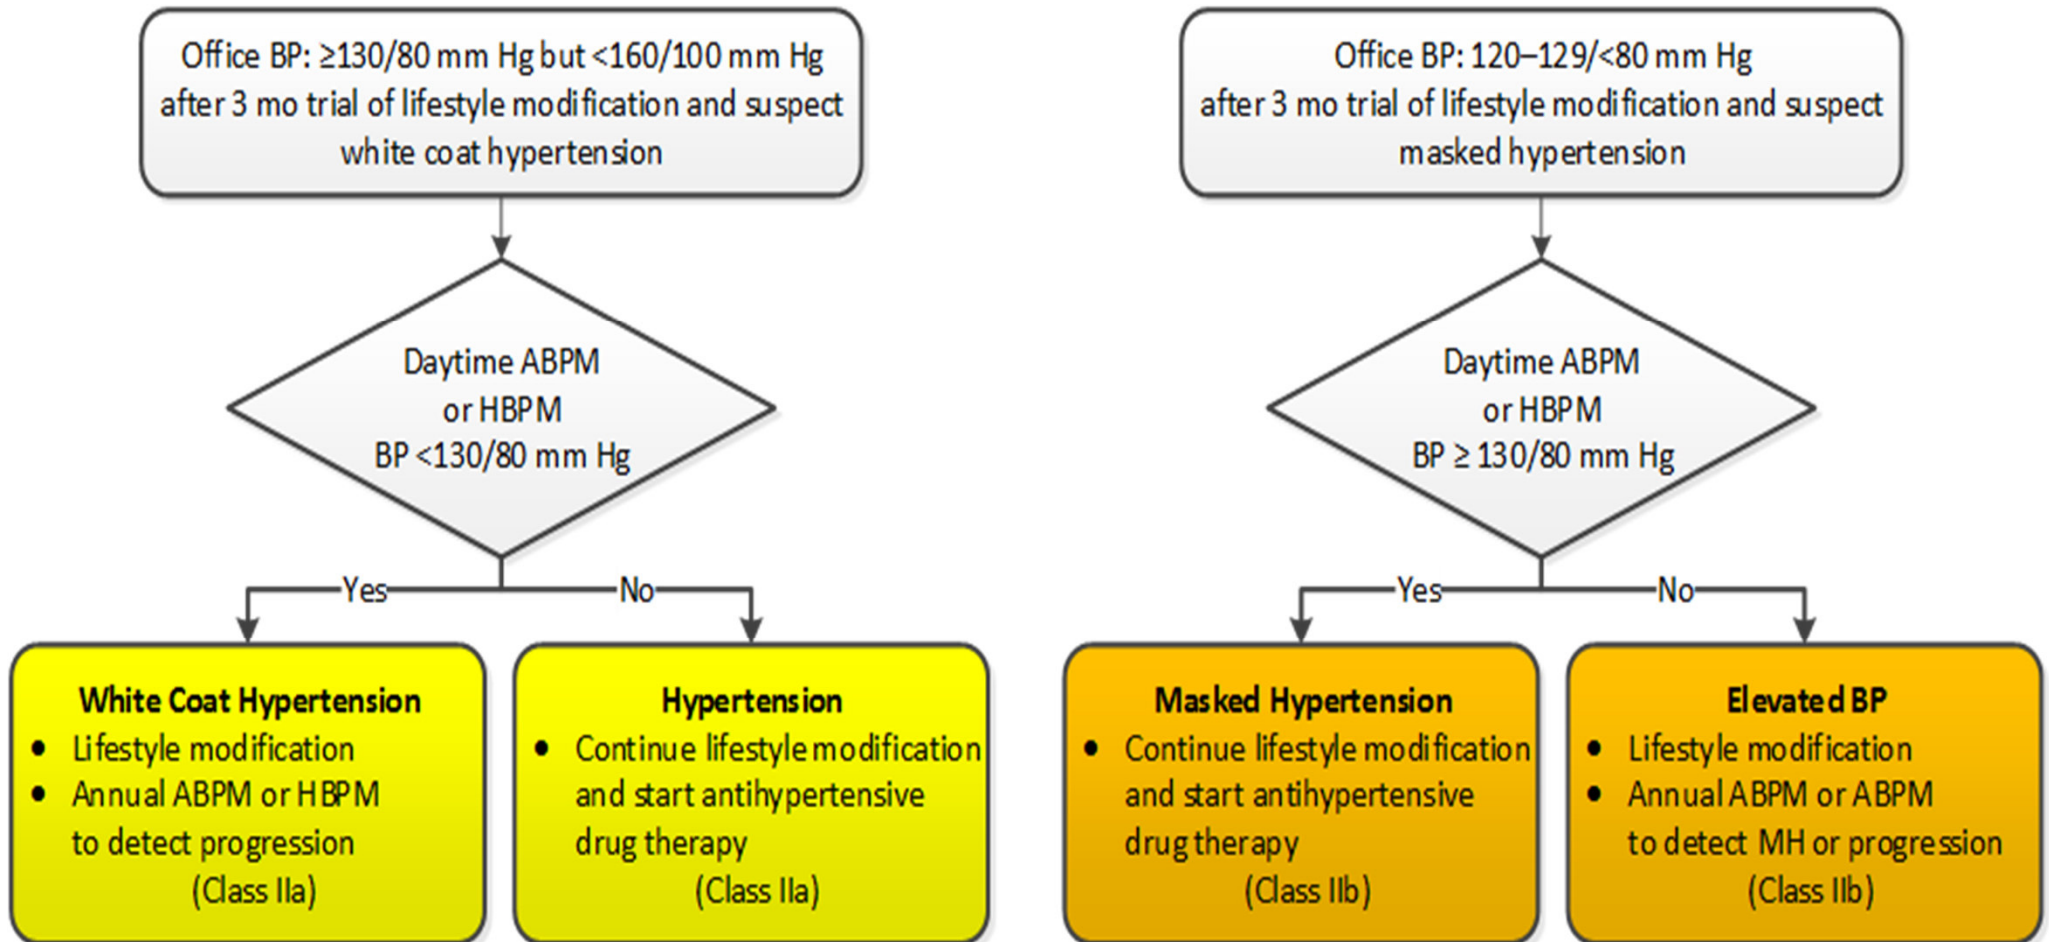 Office BP: ≥130/80 mm Hg but <160/100 mm Hg
after 3 mo trial of lifestyle modification and suspect
white coat hypertension
Daytime ABPM
or HBPM
BP <130/80 mm Hg
Yes
No
White Coat Hypertension
• Lifestyle modification
• Annual ABPM or HBPM
to detect progression
(Class IIa)
Hypertension
• Continue lifestyle modification
and start antihypertensive
drug therapy
(Class IIa)
Office BP: 120–129/<80 mm Hg
after 3 mo trial of lifestyle modification and suspect
masked hypertension
Daytime ABPM
or HBPM
BP ≥ 130/80 mm Hg
Yes
No
Masked Hypertension
• Continue lifestyle modification
and start antihypertensive
drug therapy
(Class IIb)
Elevated BP
• Lifestyle modification
• Annual ABPM or ABPM
to detect MH or progression
(Class IIb)